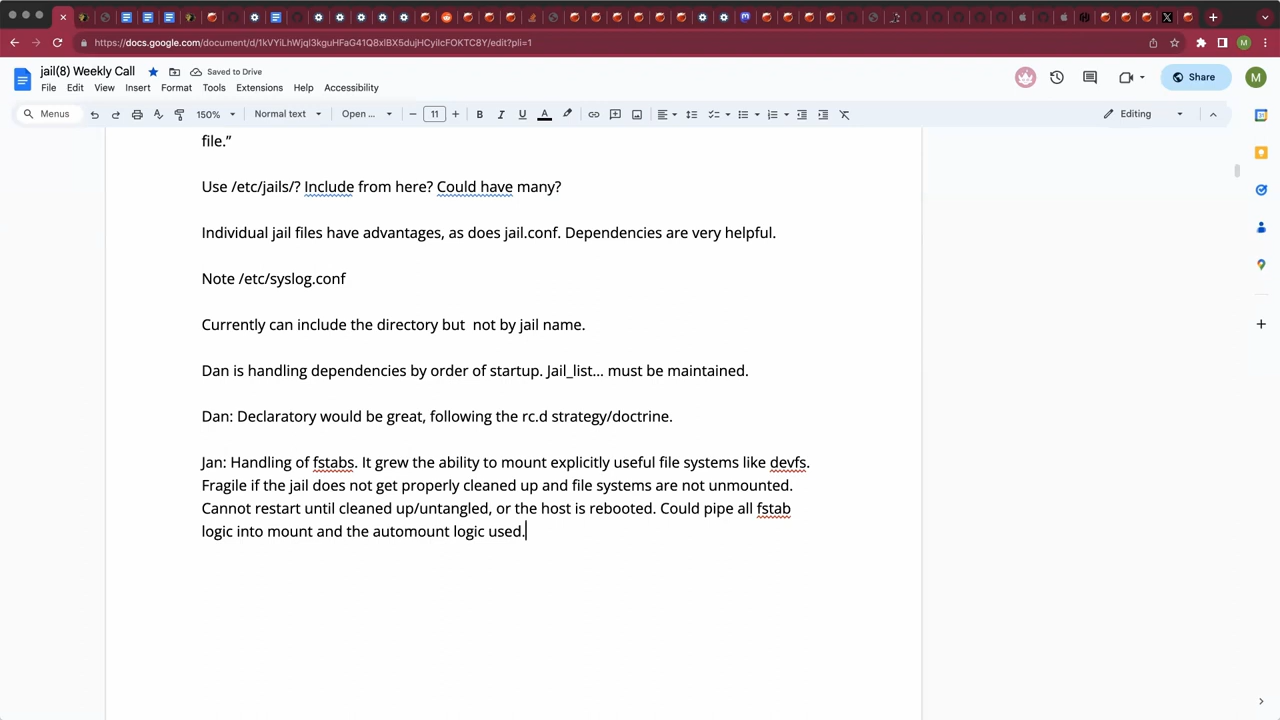 https://docs.google.com/document/d/1kVYiLhWjql3kguHFaG41Q8xlBX5dujHCyilcFOKTC8Y/edit?pli=1
M
jail(8) Weekly Call
Saved to Drive
File Edit View Insert Format Tools Extensions Help Accessibility
Share
M
Menus
150%
Normal text
Open ...
11
B I U A
Editing
file.”
Use /etc/jails/? Include from here? Could have many?
Individual jail files have advantages, as does jail.conf. Dependencies are very helpful.
Note /etc/syslog.conf
Currently can include the directory but  not by jail name.
Dan is handling dependencies by order of startup. Jail_list... must be maintained.
Dan: Declaratory would be great, following the rc.d strategy/doctrine.
Jan: Handling of fstabs. It grew the ability to mount explicitly useful file systems like devfs.
Fragile if the jail does not get properly cleaned up and file systems are not unmounted.
Cannot restart until cleaned up/untangled, or the host is rebooted. Could pipe all fstab
logic into mount and the automount logic used.